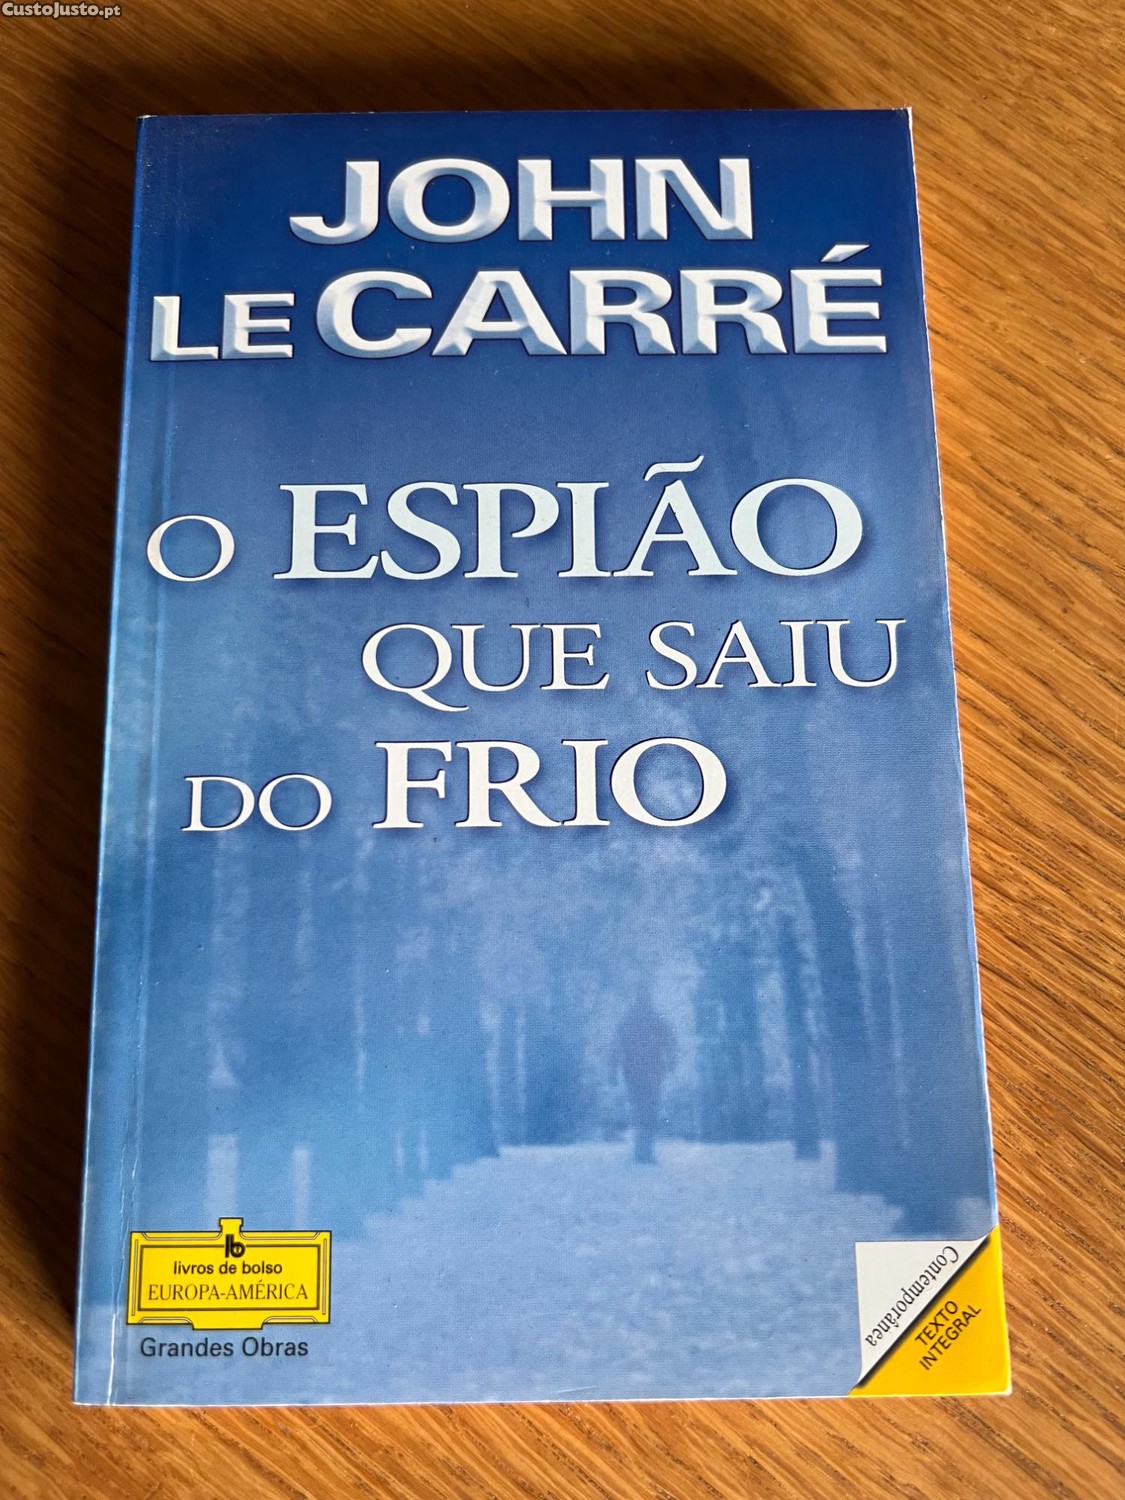 CustoJusto.pt
JOHN
LE CARRÉ
O ESPIÃO
QUE SAIU
DO FRIO
lb
livros de bolso
EUROPA-AMÉRICA
Grandes Obras
Contemporânea
TEXTO
INTEGRAL